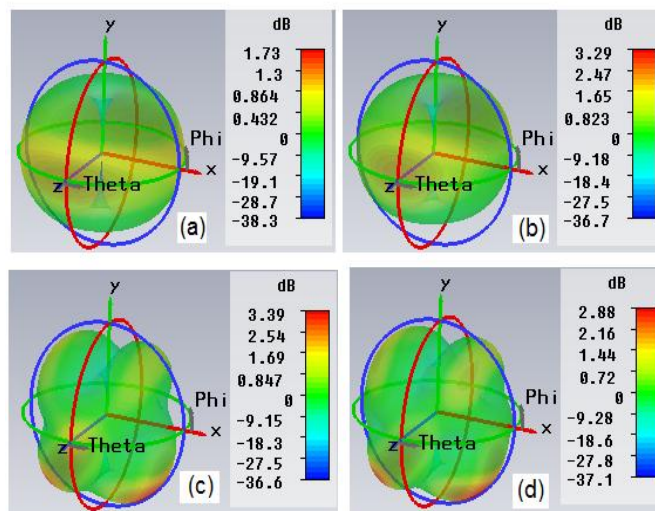 y
Phi
x
z
Theta
(a)
dB
1.73
1.3
0.864
0.432
0
-9.57
-19.1
-28.7
-38.3
y
Phi
x
z
Theta
(b)
dB
3.29
2.47
1.65
0.823
0
-9.18
-18.4
-27.5
-36.7
y
Phi
x
z
Theta
(c)
dB
3.39
2.54
1.69
0.847
0
-9.15
-18.3
-27.5
-36.6
y
Phi
x
z
Theta
(d)
dB
2.88
2.16
1.44
0.72
0
-9.28
-18.6
-27.8
-37.1